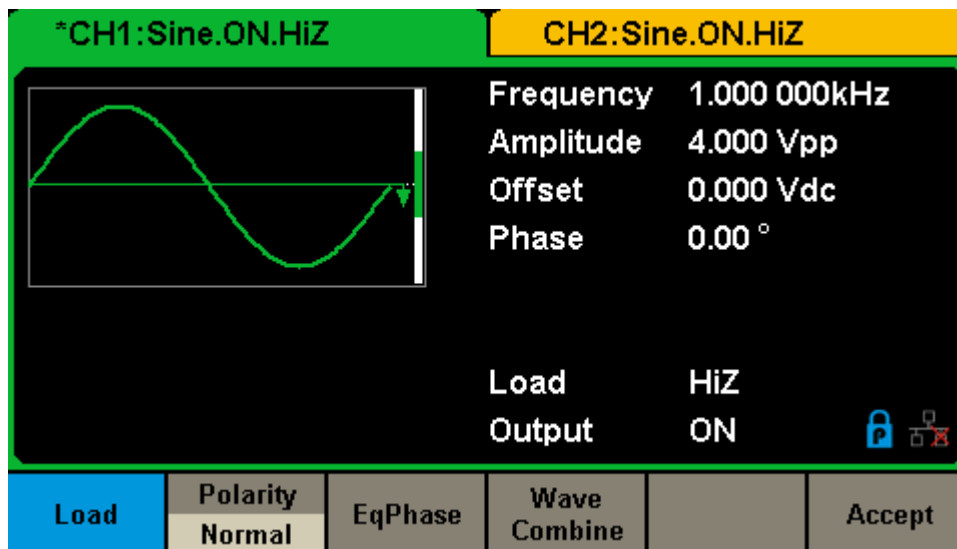 *CH1:Sine.ON.HiZ
CH2:Sine.ON.HiZ
Frequency 1.000 000kHz
Amplitude 4.000 Vpp
Offset 0.000 Vdc
Phase 0.00 °
Load HiZ
Output ON
P
Load
Polarity
Normal
EqPhase
Wave
Combine
Accept